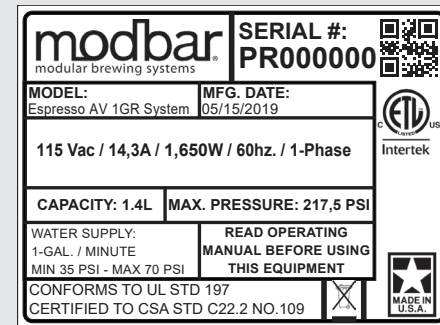 modbar
modular brewing systems
SERIAL #:
PR000000
MODEL:
Espresso AV 1GR System
MFG. DATE:
05/15/2019
115 Vac / 14,3A / 1,650W / 60hz. / 1-Phase
CAPACITY: 1.4L
MAX. PRESSURE: 217,5 PSI
WATER SUPPLY:
1-GAL. / MINUTE
MIN 35 PSI - MAX 70 PSI
READ OPERATING
MANUAL BEFORE USING
THIS EQUIPMENT
CONFORMS TO UL STD 197
CERTIFIED TO CSA STD C22.2 NO.109
C ETL US
LISTED
Intertek
MADE IN
U.S.A.